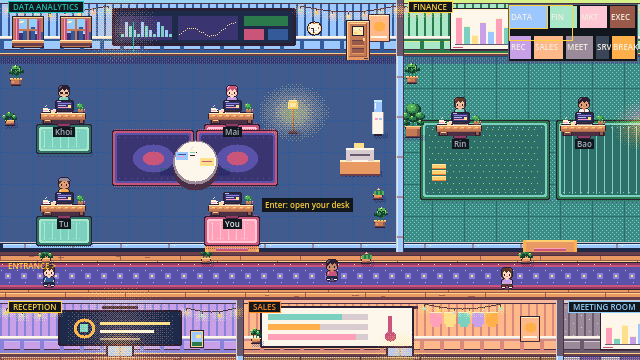 DATA ANALYTICS
FINANCE
DATA FIN MKT EXEC
REC SALES MEET SRV BREAK
Khoi
Mai
Rin
Bao
Tu
You
Enter: open your desk
ENTRANCE
RECEPTION
SALES
MEETING ROOM